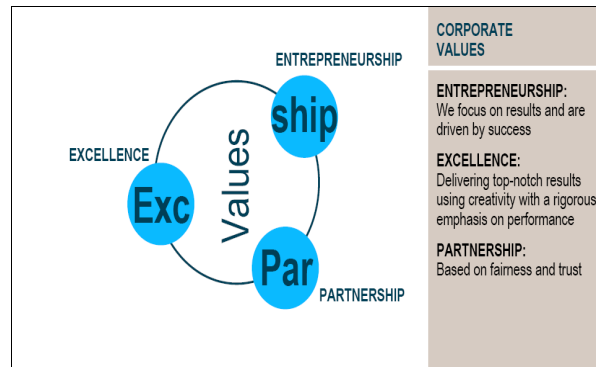 ENTREPRENEURSHIP
ship
EXCELLENCE
Exc
Values
Par
PARTNERSHIP
CORPORATE
VALUES
ENTREPRENEURSHIP:
We focus on results and are
driven by success
EXCELLENCE:
Delivering top-notch results
using creativity with a rigorous
emphasis on performance
PARTNERSHIP:
Based on fairness and trust